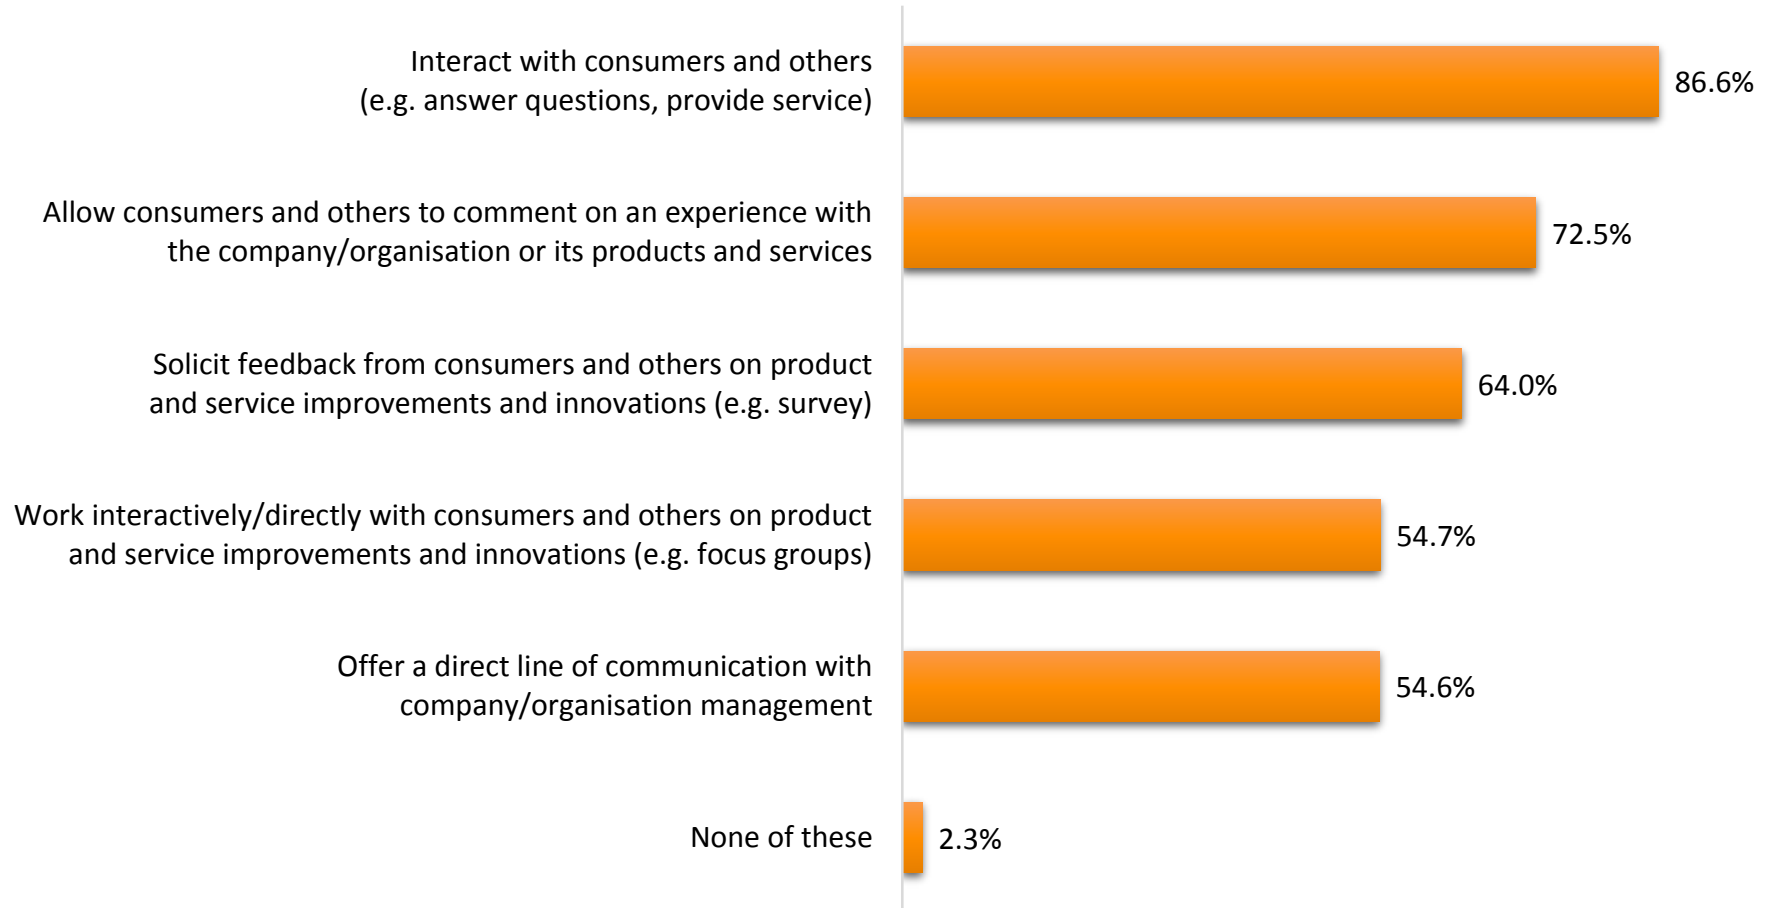 Interact with consumers and others
(e.g. answer questions, provide service)
86.6%
Allow consumers and others to comment on an experience with
the company/organisation or its products and services
72.5%
Solicit feedback from consumers and others on product
and service improvements and innovations (e.g. survey)
64.0%
Work interactively/directly with consumers and others on product
and service improvements and innovations (e.g. focus groups)
54.7%
Offer a direct line of communication with
company/organisation management
54.6%
None of these
2.3%